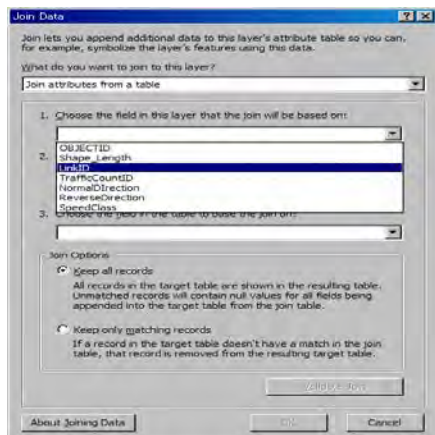 Join Data
Join lets you append additional data to this layer's attribute table so you can,
for example, symbolize the layer's features using this data.
What do you want to join to this layer?
Join attributes from a table
1. Choose the field in this layer that the join will be based on:
OBJECTID
2. Shape_Length
LinkID
TrafficCountID
NormalDIrection
ReverseDirection
SpeedClass
3. Choose the field in the table to base the join on:
Join Options
Keep all records
All records in the target table are shown in the resulting table.
Unmatched records will contain null values for all fields being
appended into the target table from the join table.
Keep only matching records
If a record in the target table doesn't have a match in the join
table, that record is removed from the resulting target table.
Validate Join
About Joining Data
OK
Cancel